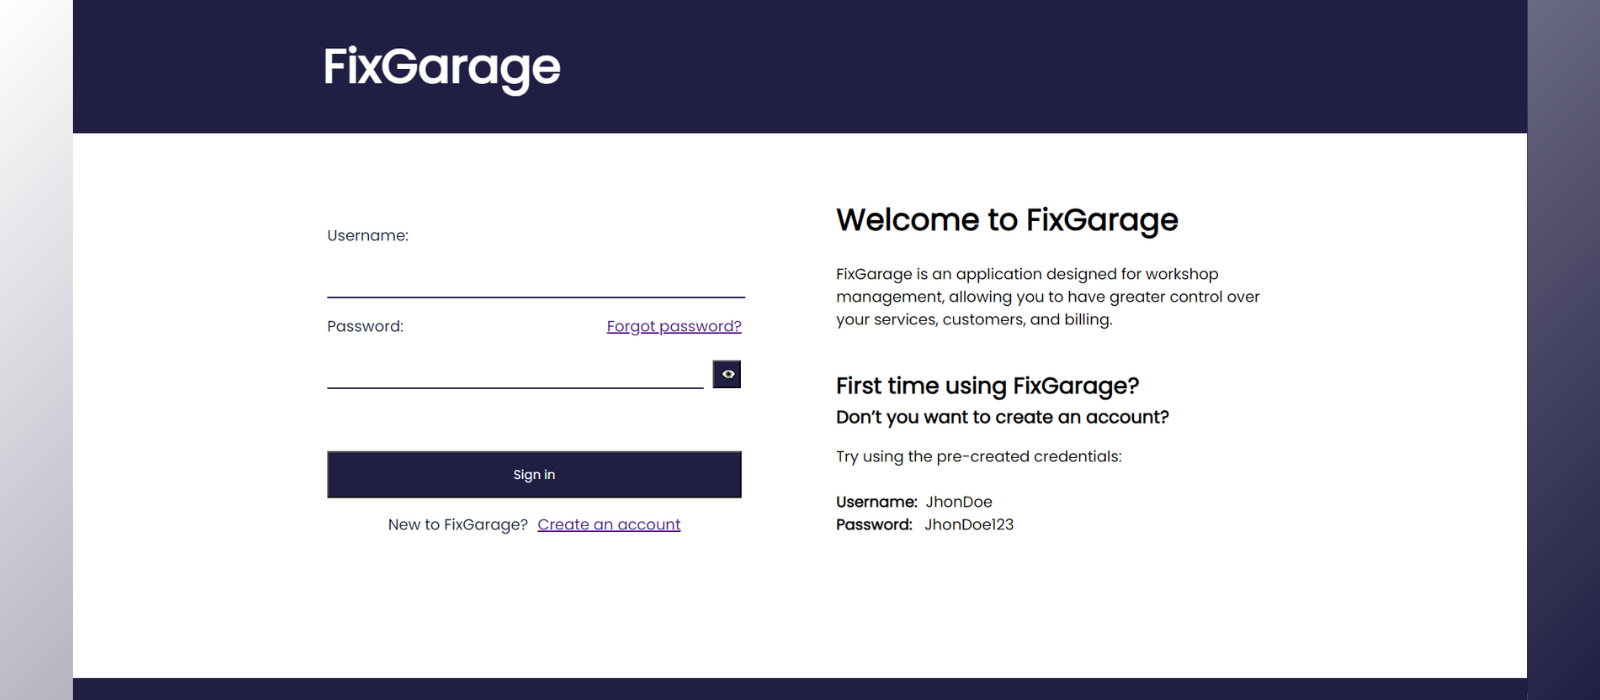 FixGarage
Username:
Password:
Forgot password?
Sign in
New to FixGarage? Create an account
Welcome to FixGarage
FixGarage is an application designed for workshop
management, allowing you to have greater control over
your services, customers, and billing.
First time using FixGarage?
Don't you want to create an account?
Try using the pre-created credentials:
Username: JhonDoe
Password: JhonDoe123